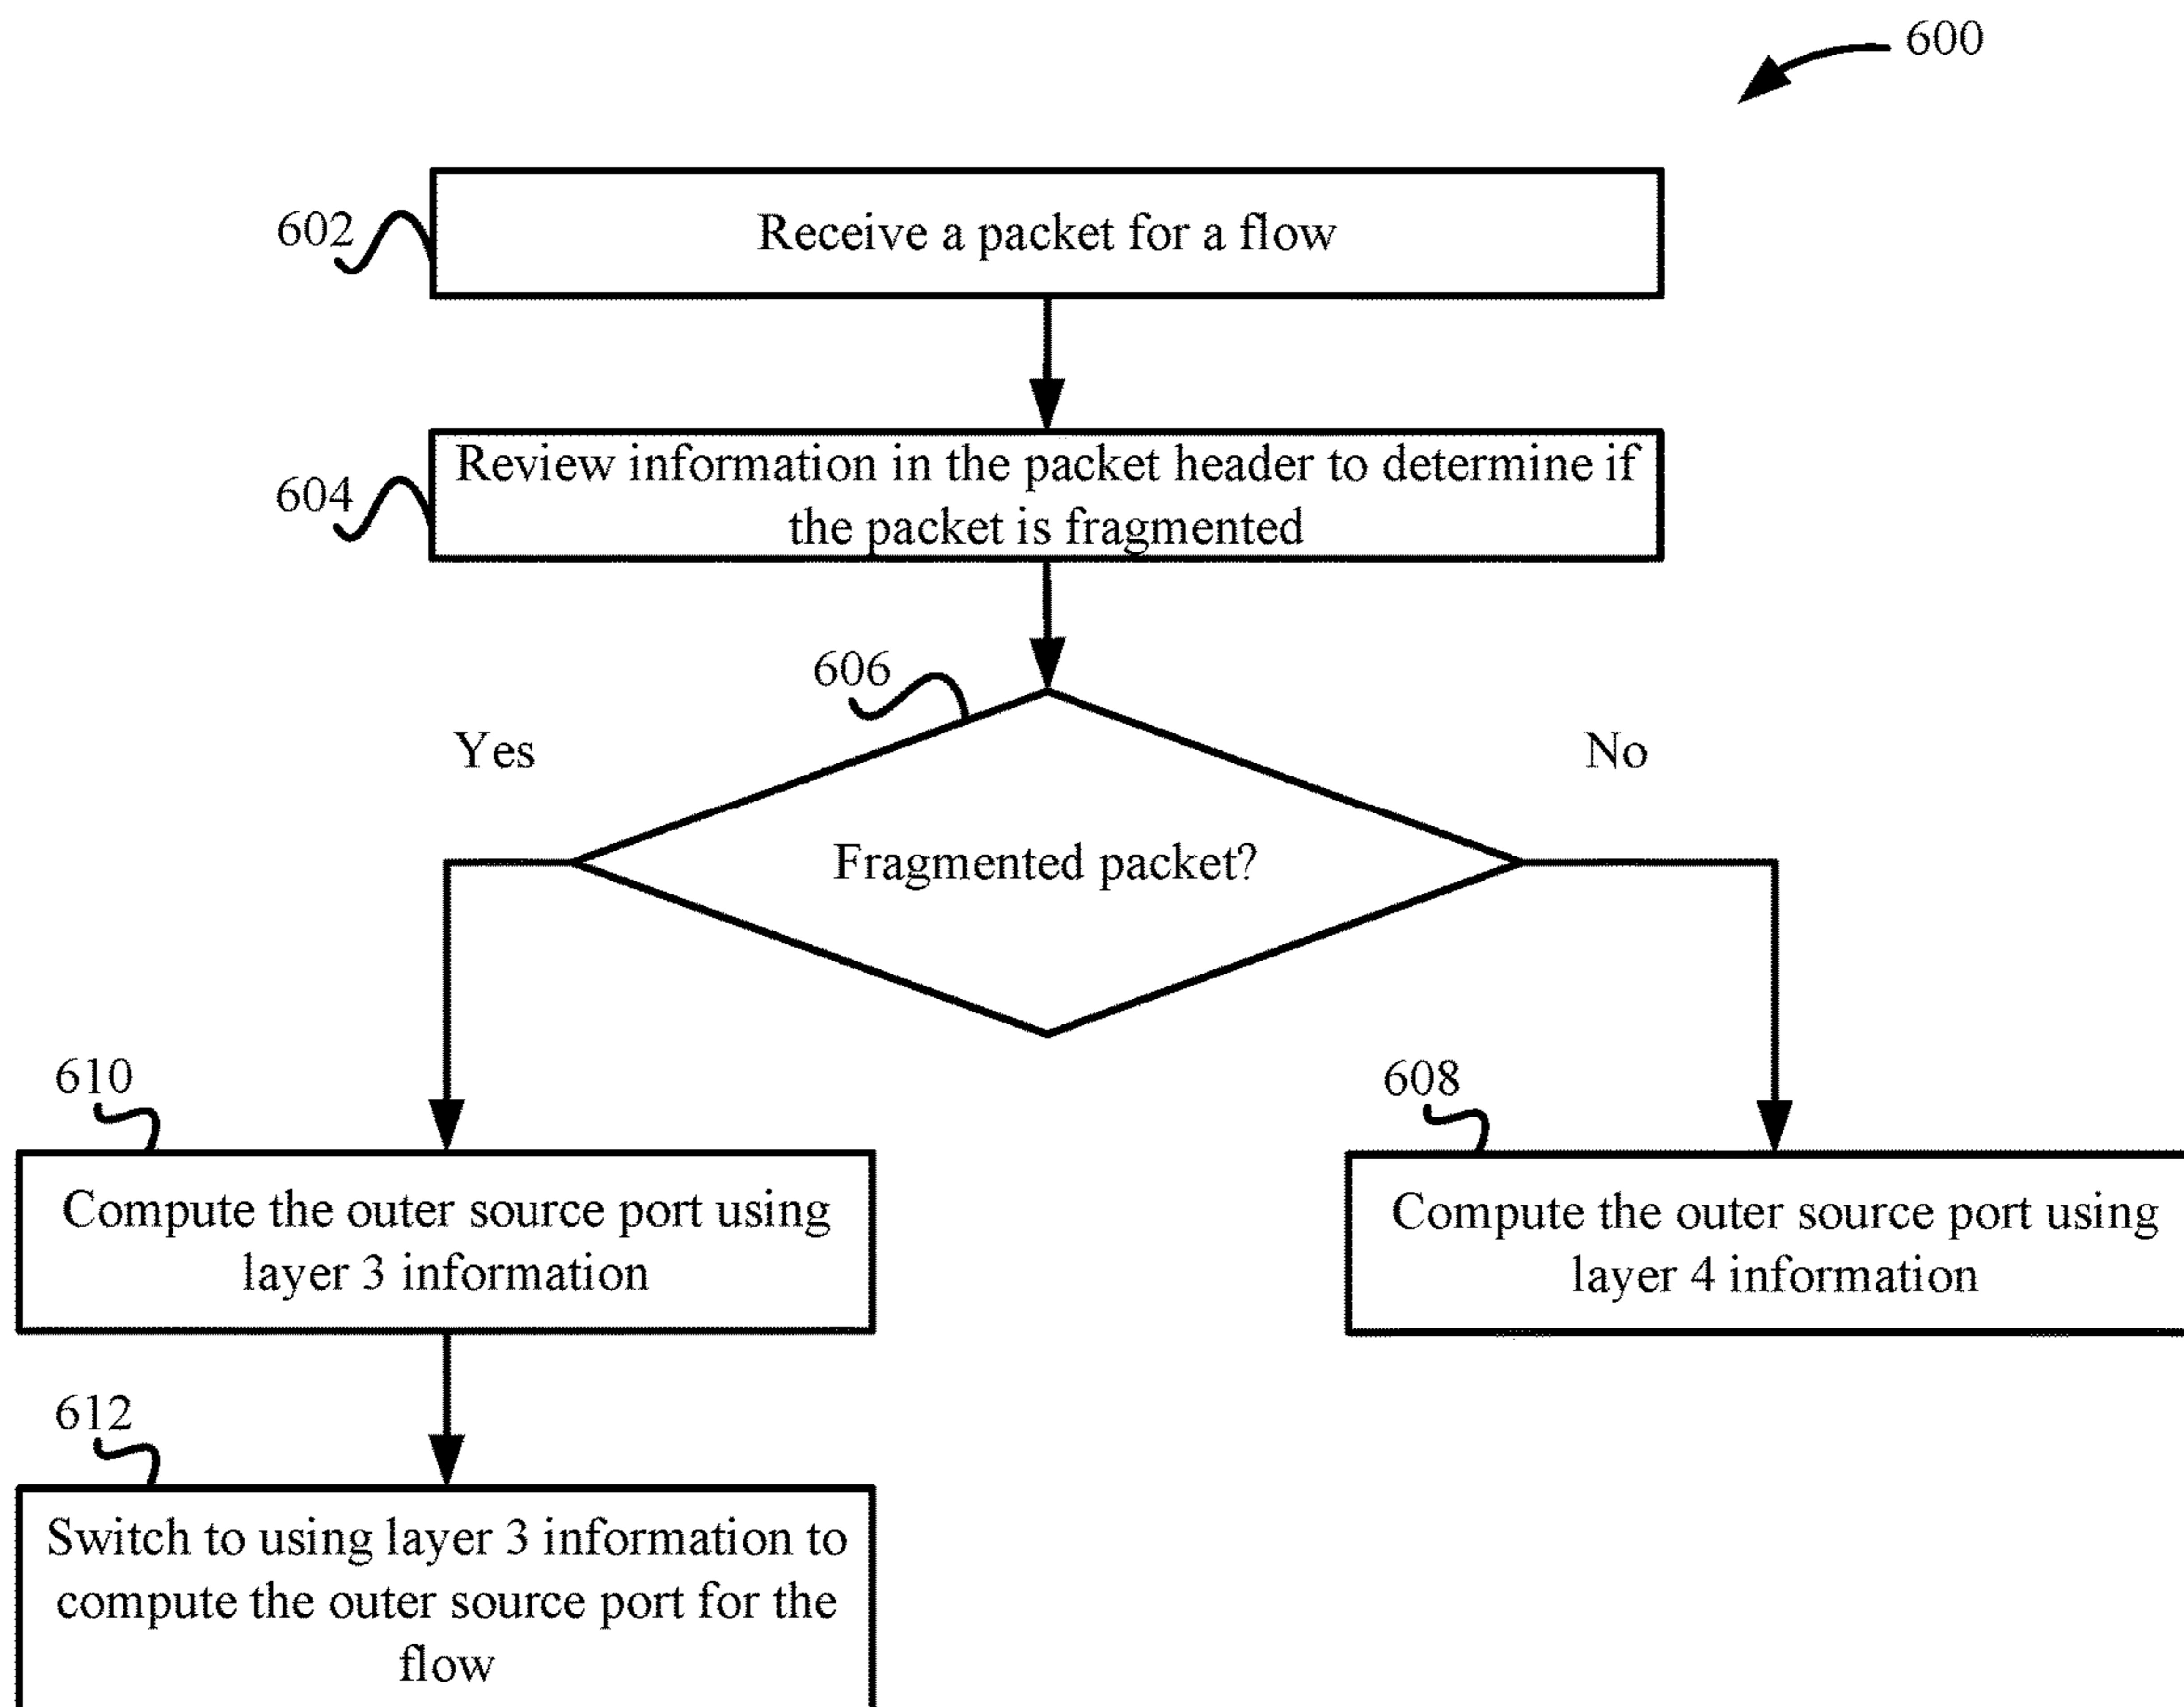 600
602
Receive a packet for a flow
604
Review information in the packet header to determine if
the packet is fragmented
606
Yes
No
Fragmented packet?
610
608
Compute the outer source port using
layer 3 information
Compute the outer source port using
layer 4 information
612
Switch to using layer 3 information to
compute the outer source port for the
flow